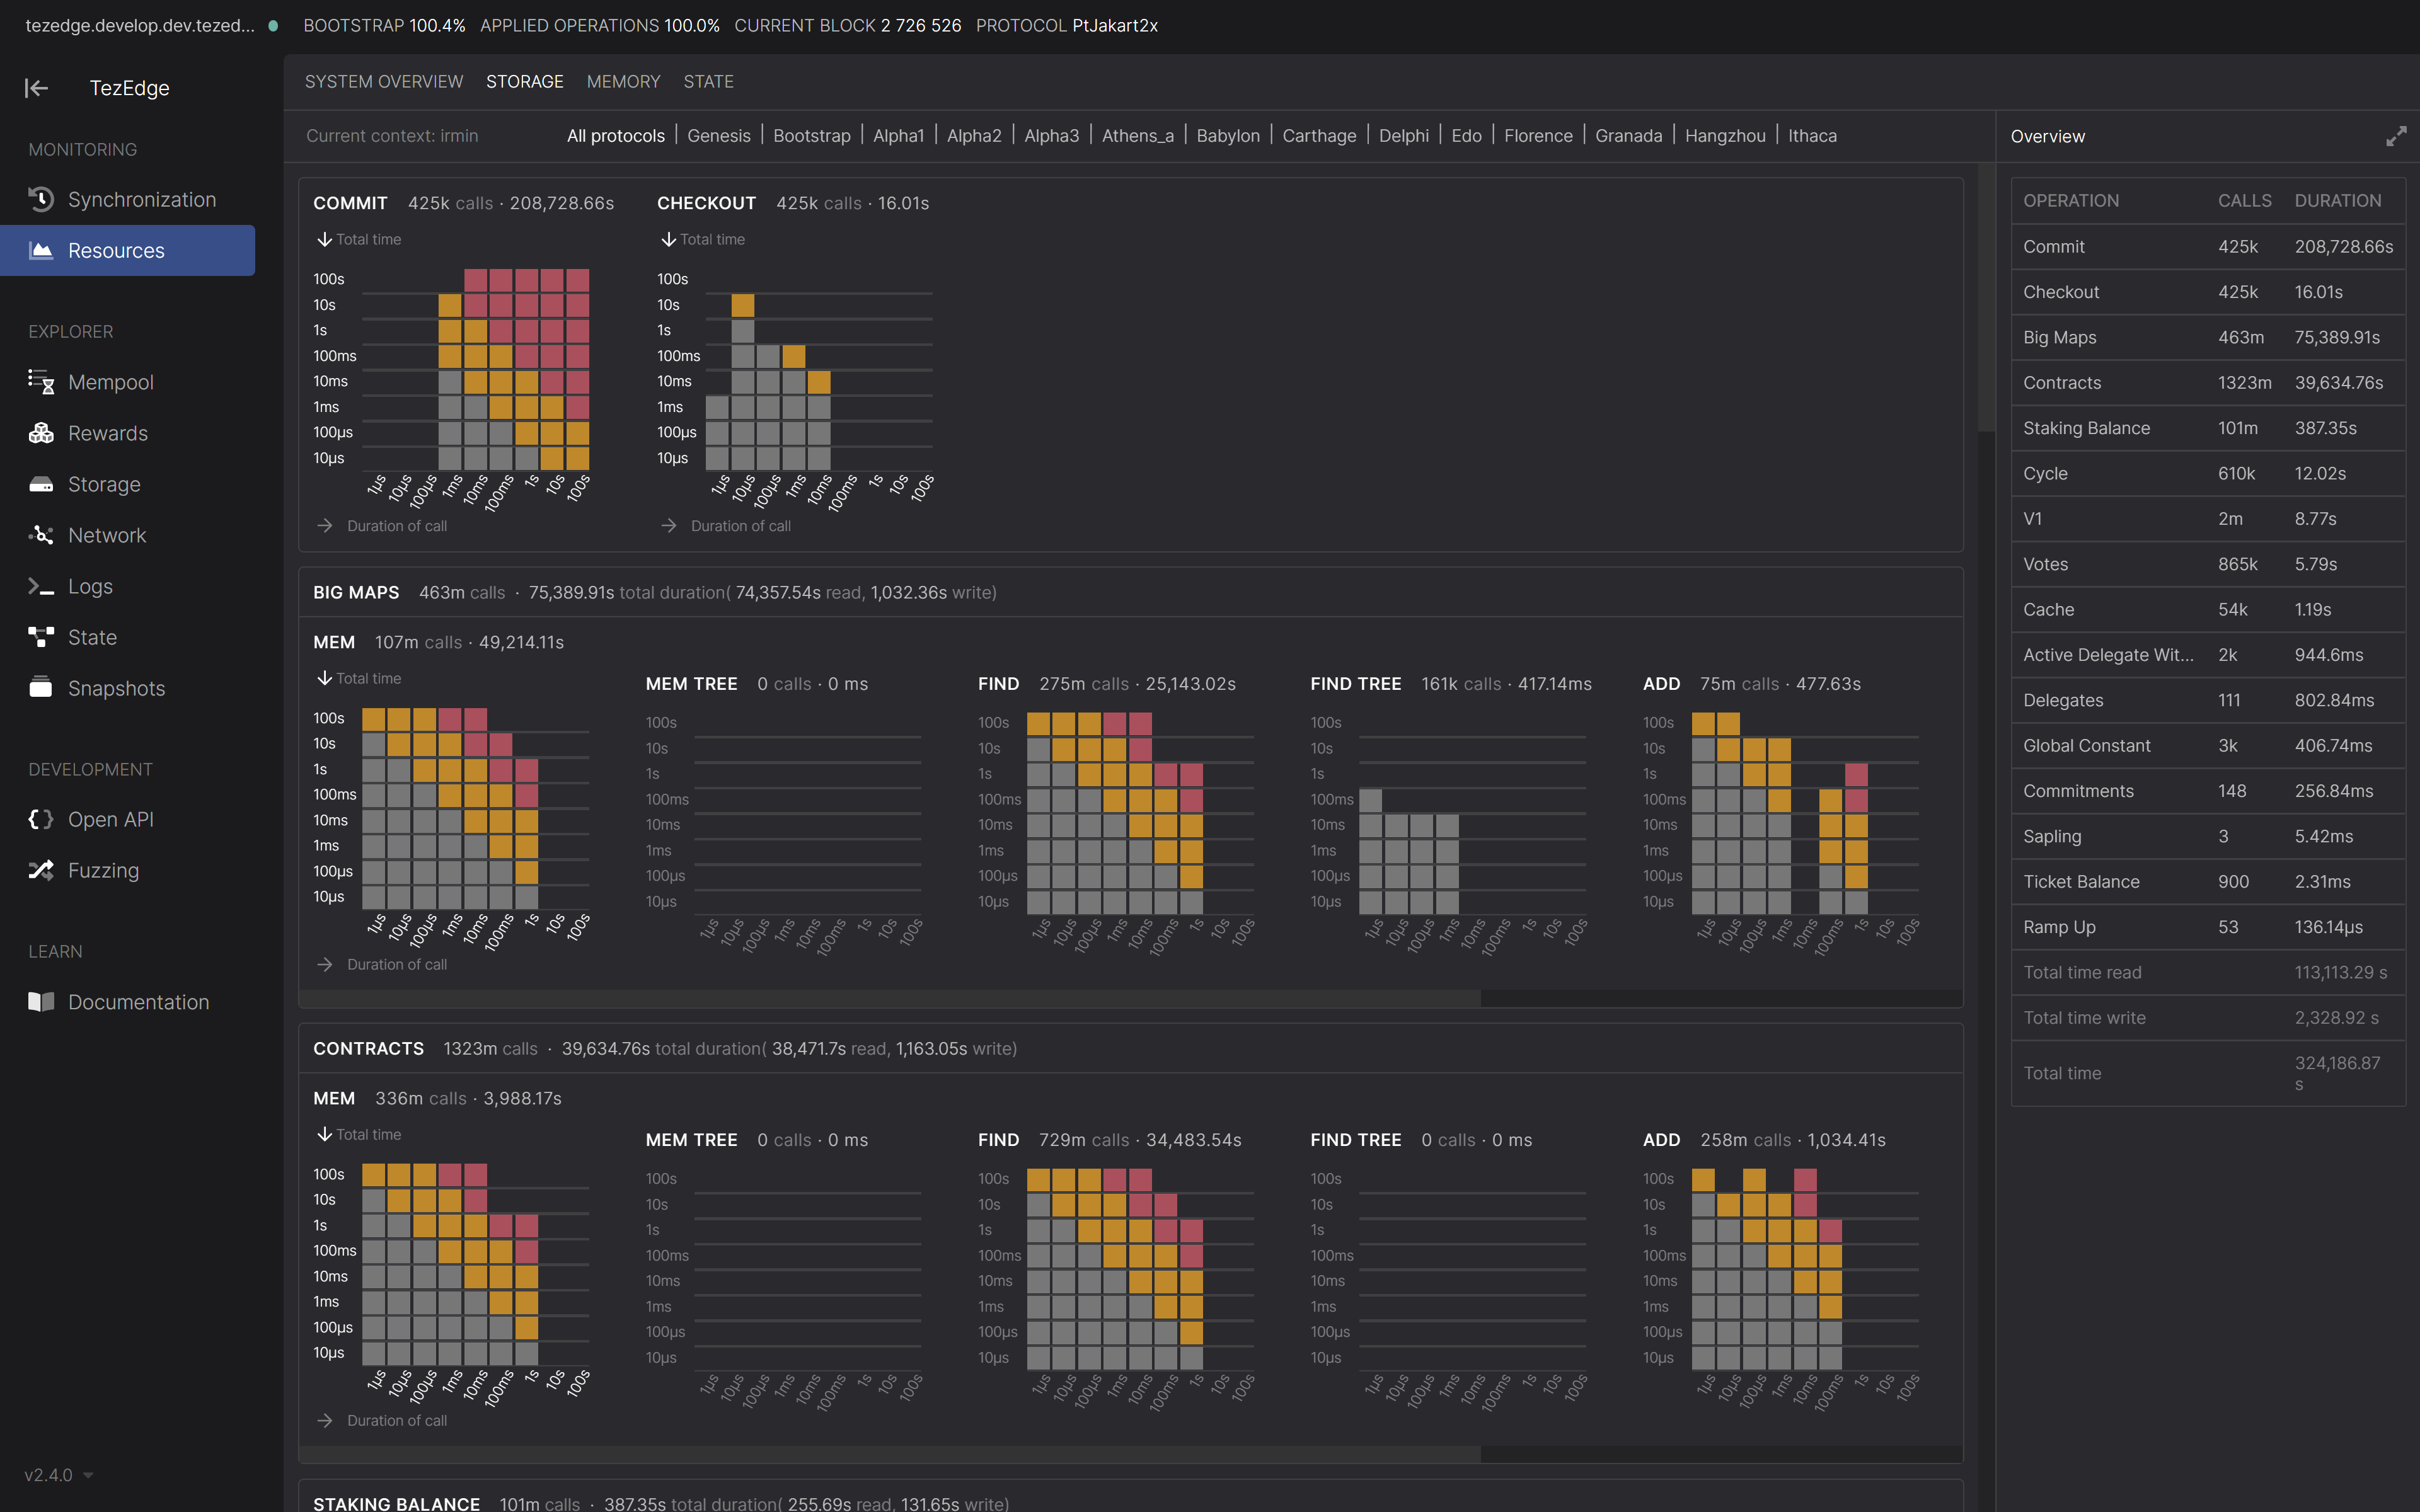 tezedge.develop.dev.tezed... BOOTSTRAP 100.4% APPLIED OPERATIONS 100.0% CURRENT BLOCK 2 726 526 PROTOCOL PtJakart2x
TezEdge
MONITORING
Synchronization
Resources
EXPLORER
Mempool
Rewards
Storage
Network
Logs
State
Snapshots
DEVELOPMENT
Open API
Fuzzing
LEARN
Documentation
v2.4.0
SYSTEM OVERVIEW STORAGE MEMORY STATE
Current context: irmin All protocols | Genesis | Bootstrap | Alpha1 | Alpha2 | Alpha3 | Athens_a | Babylon | Carthage | Delphi | Edo | Florence | Granada | Hangzhou | Ithaca
COMMIT 425k calls · 208,728.66s
Total time
100s
10s
1s
100ms
10ms
1ms
100µs
10µs
1µs 10µs 100µs 1ms 10ms 100ms 1s 10s 100s
Duration of call
CHECKOUT 425k calls · 16.01s
Total time
100s
10s
1s
100ms
10ms
1ms
100µs
10µs
1µs 10µs 100µs 1ms 10ms 100ms 1s 10s 100s
Duration of call
BIG MAPS 463m calls · 75,389.91s total duration( 74,357.54s read, 1,032.36s write)
MEM 107m calls · 49,214.11s
Total time
100s
10s
1s
100ms
10ms
1ms
100µs
10µs
1µs 10µs 100µs 1ms 10ms 100ms 1s 10s 100s
Duration of call
MEM TREE 0 calls · 0 ms
100s
10s
1s
100ms
10ms
1ms
100µs
10µs
1µs 10µs 100µs 1ms 10ms 100ms 1s 10s 100s
FIND 275m calls · 25,143.02s
100s
10s
1s
100ms
10ms
1ms
100µs
10µs
1µs 10µs 100µs 1ms 10ms 100ms 1s 10s 100s
FIND TREE 161k calls · 417.14ms
100s
10s
1s
100ms
10ms
1ms
100µs
10µs
1µs 10µs 100µs 1ms 10ms 100ms 1s 10s 100s
ADD 75m calls · 477.63s
100s
10s
1s
100ms
10ms
1ms
100µs
10µs
1µs 10µs 100µs 1ms 10ms 100ms 1s 10s 100s
CONTRACTS 1323m calls · 39,634.76s total duration( 38,471.7s read, 1,163.05s write)
MEM 336m calls · 3,988.17s
Total time
100s
10s
1s
100ms
10ms
1ms
100µs
10µs
1µs 10µs 100µs 1ms 10ms 100ms 1s 10s 100s
Duration of call
MEM TREE 0 calls · 0 ms
100s
10s
1s
100ms
10ms
1ms
100µs
10µs
1µs 10µs 100µs 1ms 10ms 100ms 1s 10s 100s
FIND 729m calls · 34,483.54s
100s
10s
1s
100ms
10ms
1ms
100µs
10µs
1µs 10µs 100µs 1ms 10ms 100ms 1s 10s 100s
FIND TREE 0 calls · 0 ms
100s
10s
1s
100ms
10ms
1ms
100µs
10µs
1µs 10µs 100µs 1ms 10ms 100ms 1s 10s 100s
ADD 258m calls · 1,034.41s
100s
10s
1s
100ms
10ms
1ms
100µs
10µs
1µs 10µs 100µs 1ms 10ms 100ms 1s 10s 100s
STAKING BALANCE 101m calls · 387.35s total duration( 255.69s read, 131.65s write)
Overview
OPERATION CALLS DURATION
Commit 425k 208,728.66s
Checkout 425k 16.01s
Big Maps 463m 75,389.91s
Contracts 1323m 39,634.76s
Staking Balance 101m 387.35s
Cycle 610k 12.02s
V1 2m 8.77s
Votes 865k 5.79s
Cache 54k 1.19s
Active Delegate Wit... 2k 944.6ms
Delegates 111 802.84ms
Global Constant 3k 406.74ms
Commitments 148 256.84ms
Sapling 3 5.42ms
Ticket Balance 900 2.31ms
Ramp Up 53 136.14µs
Total time read 113,113.29 s
Total time write 2,328.92 s
Total time 324,186.87
s